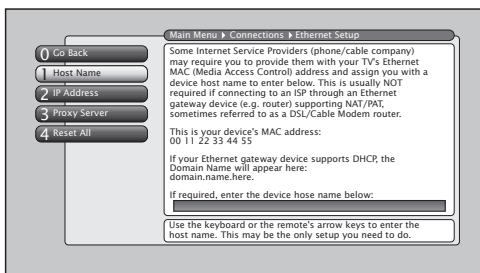 Main Menu ▶ Connections ▶ Ethernet Setup
0 Go Back
1 Host Name
2 IP Address
3 Proxy Server
4 Reset All
Some Internet Service Providers (phone/cable company)
may require you to provide them with your TV's Ethernet
MAC (Media Access Control) address and assign you with a
device host name to enter below. This is usually NOT
required if connecting to an ISP through an Ethernet
gateway device (e.g. router) supporting NAT/PAT,
sometimes referred to as a DSL/Cable Modem router.
This is your device's MAC address:
00 11 22 33 44 55
If your Ethernet gateway device supports DHCP, the
Domain Name will appear here:
domain.name.here.
If required, enter the device hose name below:
Use the keyboard or the remote's arrow keys to enter the
host name. This may be the only setup you need to do.